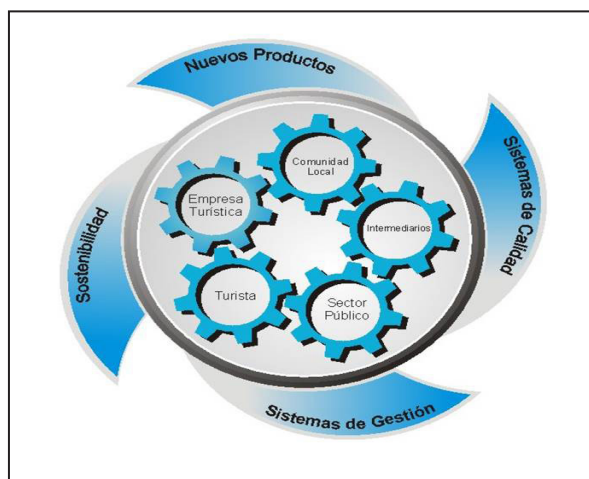 Nuevos Productos
Sistemas de Calidad
Comunidad
Local
Empresa
Turística
Intermediarios
Sostenibilidad
Turista
Sector
Público
Sistemas de Gestión